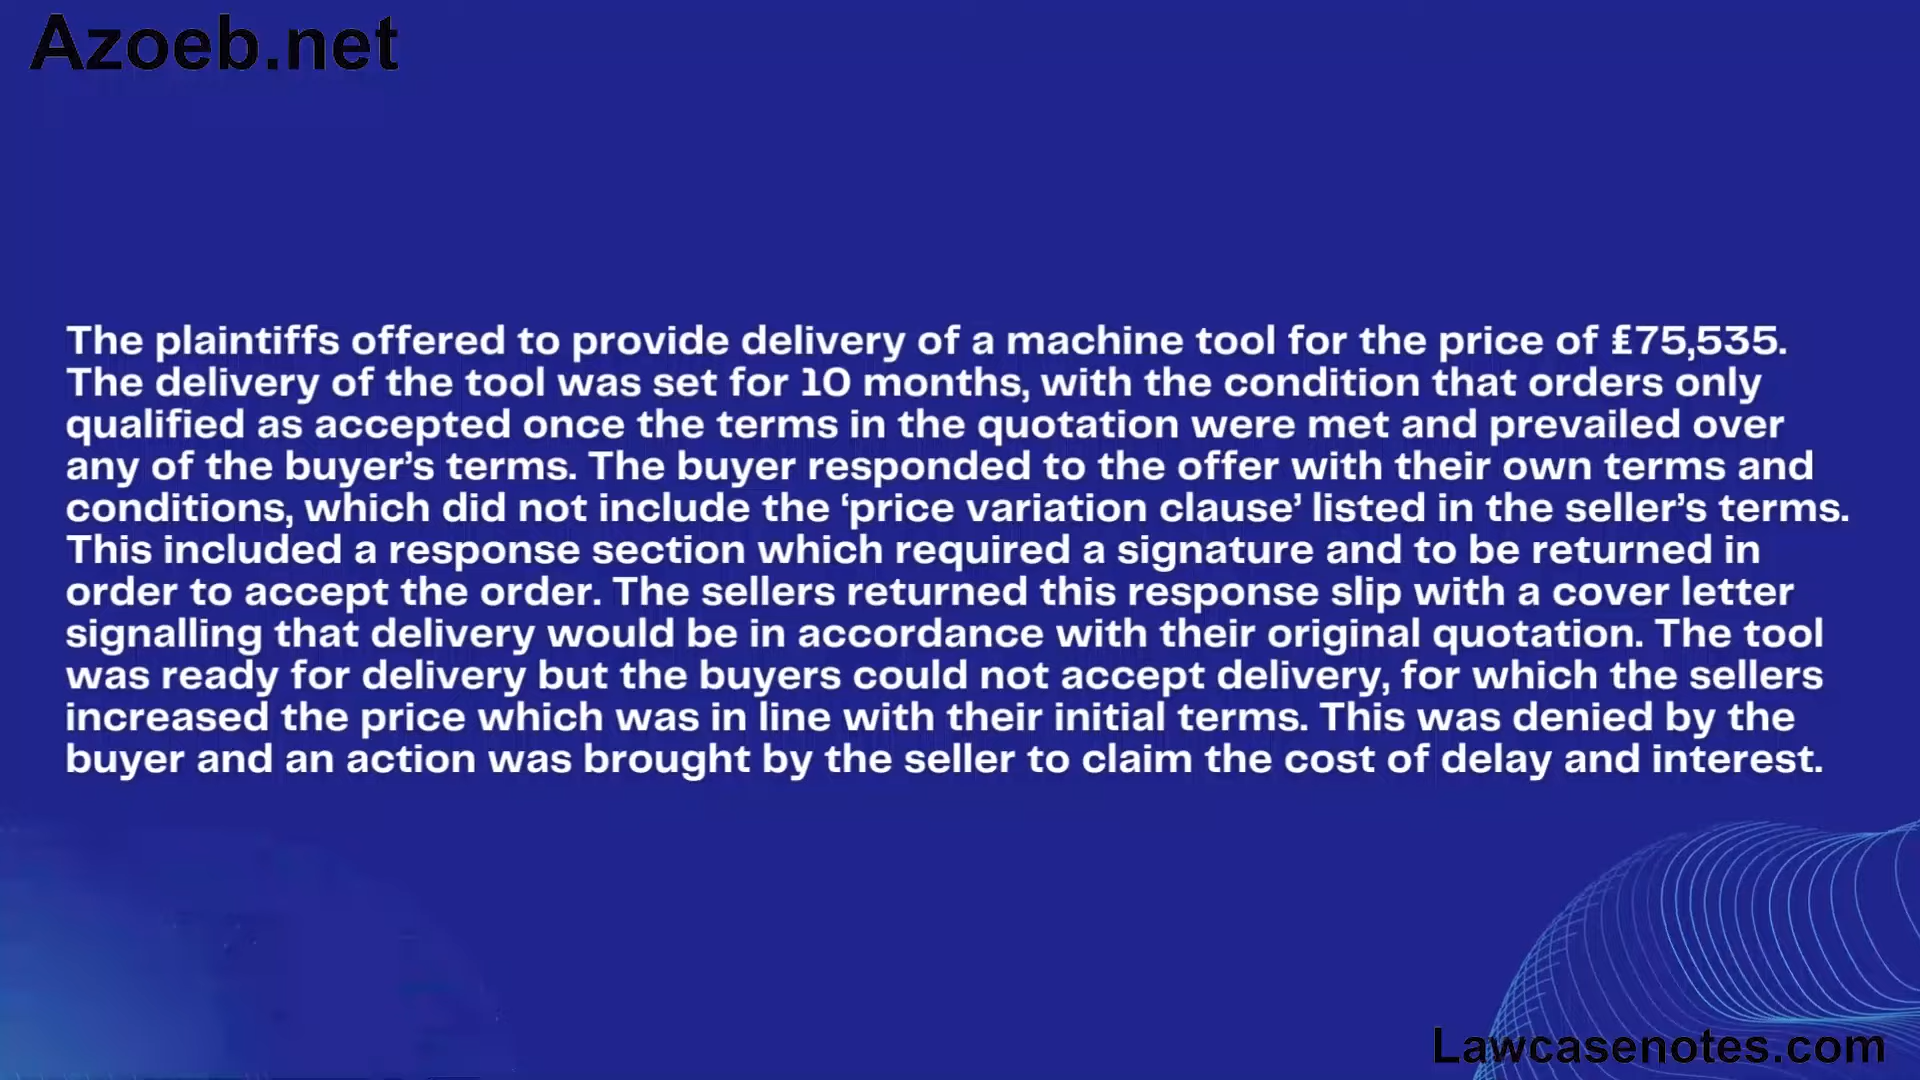 Azoeb.net
The plaintiffs offered to provide delivery of a machine tool for the price of £75,535.
The delivery of the tool was set for 10 months, with the condition that orders only
qualified as accepted once the terms in the quotation were met and prevailed over
any of the buyer’s terms. The buyer responded to the offer with their own terms and
conditions, which did not include the ‘price variation clause’ listed in the seller’s terms.
This included a response section which required a signature and to be returned in
order to accept the order. The sellers returned this response slip with a cover letter
signalling that delivery would be in accordance with their original quotation. The tool
was ready for delivery but the buyers could not accept delivery, for which the sellers
increased the price which was in line with their initial terms. This was denied by the
buyer and an action was brought by the seller to claim the cost of delay and interest.
Lawcasenotes.com